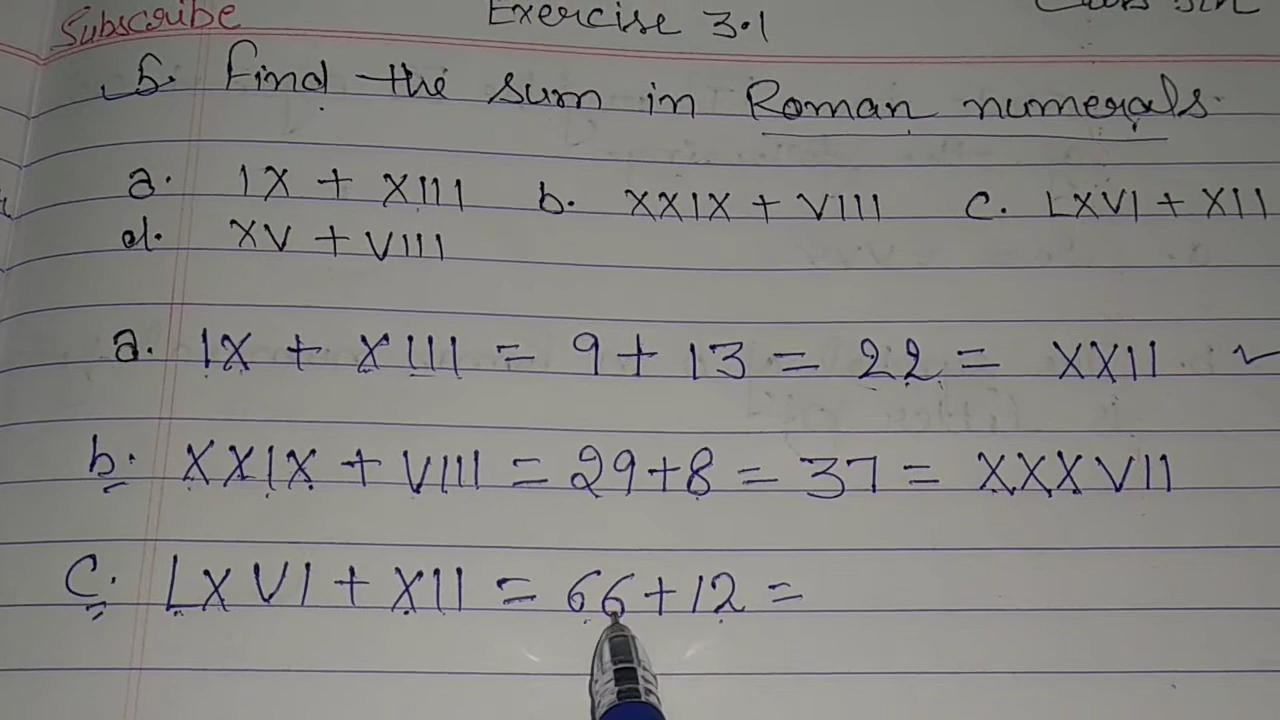 Subscribe Exercise 3.1
5. Find the sum in Roman numerals.
a. IX + XIII b. XXIX + VIII c. LXVI + XII
d. XV + VIII
a. IX + XIII = 9 + 13 = 22 = XXII
b. XXIX + VIII = 29+8 = 37 = XXXVII
C. LXVI + XII = 66+12 =